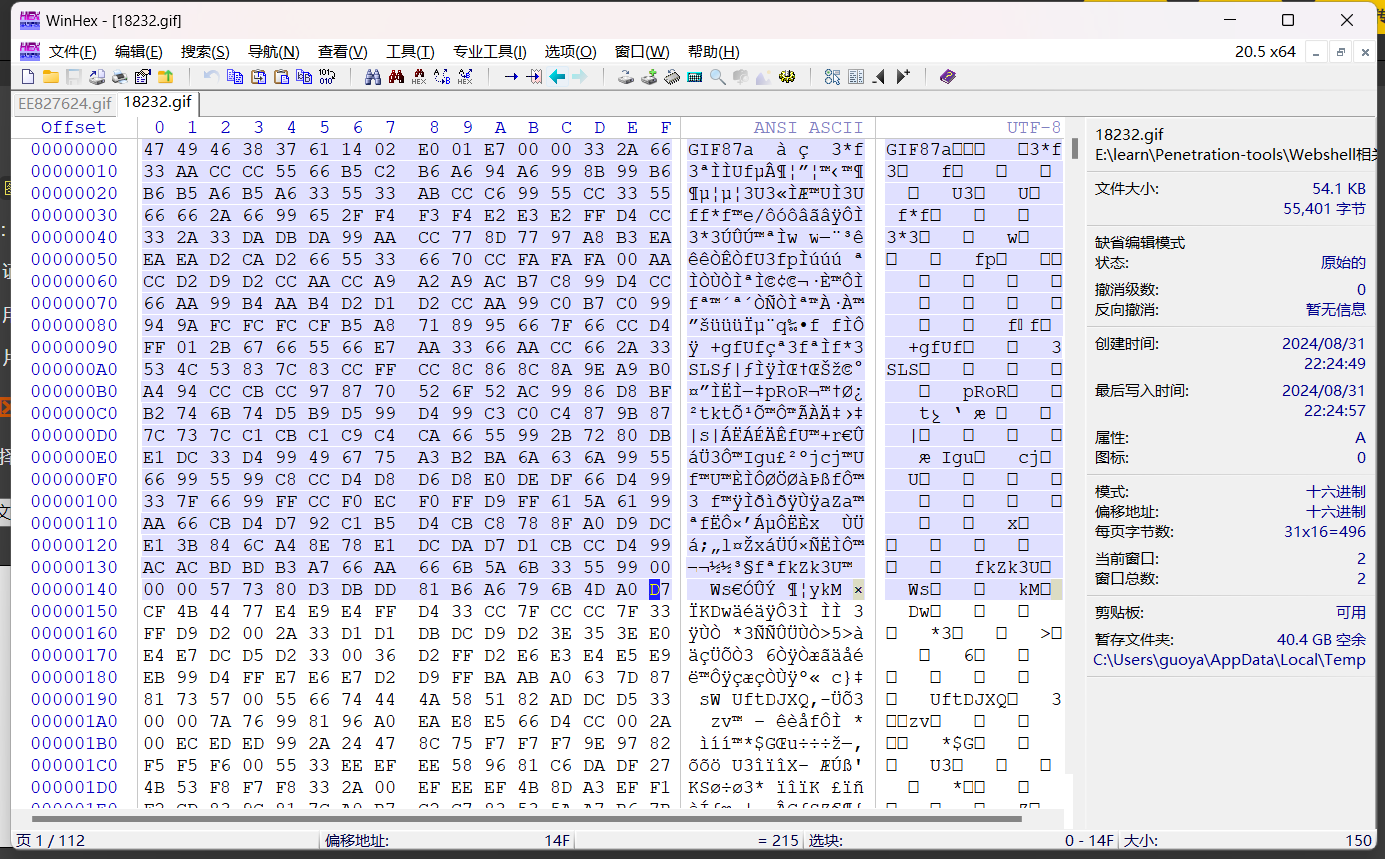 WinHex - [18232.gif]
文件(F) 编辑(E) 搜索(S) 导航(N) 查看(V) 工具(T) 专业工具(I) 选项(O) 窗口(W) 帮助(H) 20.5 x64
EE827624.gif 18232.gif
Offset 0 1 2 3 4 5 6 7 8 9 A B C D E F ANSI ASCII UTF-8
00000000 47 49 46 38 37 61 14 02 E0 01 E7 00 00 33 2A 66 GIF87a à ç 3*f GIF87a□□□ □3*f
00000010 33 AA CC CC 55 66 B5 C2 B6 A6 94 A6 99 8B 99 B6 3ªÌÌUfµÂ¶¦”¦™‹™¶
00000020 B6 B5 A6 B5 A6 33 55 33 AB CC C6 99 55 CC 33 55 ¶µ¦µ¦3U3«ÌÆ™UÌ3U
00000030 66 66 2A 66 99 65 2F F4 F3 F4 E2 E3 E2 FF D4 CC ff*f™e/ôóôâãâÿÔÌ
00000040 33 2A 33 DA DB DA 99 AA CC 77 8D 77 97 A8 B3 EA 3*3ÚÛÚ™ªÌw w—¨³ê
00000050 EA EA D2 CA D2 66 55 33 66 70 CC FA FA FA 00 AA êêÒÊÒfU3fpÌúúú ª
00000060 CC D2 D9 D2 CC AA CC A9 A2 A9 AC B7 C8 99 D4 CC ÌÒÙÒÌªÌ©¢©¬·È™ÔÌ
00000070 66 AA 99 B4 AA B4 D2 D1 D2 CC AA 99 C0 B7 C0 99 fª™´ª´ÒÑÒÌª™À·À™
00000080 94 9A FC FC FC CF B5 A8 71 89 95 66 7F 66 CC D4 ”šüüüÏµ¨q‰•f fÌÔ
00000090 FF 01 2B 67 66 55 66 E7 AA 33 66 AA CC 66 2A 33 ÿ +gfUfçª3fªÌf*3
000000A0 53 4C 53 83 7C 83 CC FF CC 8C 86 8C 8A 9E A9 B0 SLSƒ|ƒÌÿÌŒ†ŒŠž©°
000000B0 A4 94 CC CB CC 97 87 70 52 6F 52 AC 99 86 D8 BF ¤”ÌËÌ—‡pRoR¬™†Ø¿
000000C0 B2 74 6B 74 D5 B9 D5 99 D4 99 C3 C0 C4 87 9B 87 ²tktÕ¹Õ™Ô™ÃÀÄ‡›‡
000000D0 7C 73 7C C1 CB C1 C9 C4 CA 66 55 99 2B 72 80 DB |s|ÁËÁÉÄÊfU™+r€Û
000000E0 E1 DC 33 D4 99 49 67 75 A3 B2 BA 6A 63 6A 99 55 áÜ3Ô™Igu£²ºjcj™U
000000F0 66 99 55 99 C8 CC D4 D8 D6 D8 E0 DE DF 66 D4 99 f™U™ÈÌÔØÖØàÞßfÔ™
00000100 33 7F 66 99 FF CC F0 EC F0 FF D9 FF 61 5A 61 99 3 f™ÿÌðìðÿÙÿaZa™
00000110 AA 66 CB D4 D7 92 C1 B5 D4 CB C8 78 8F A0 D9 DC ªfËÔ×’ÁµÔËÈx ÙÜ
00000120 E1 3B 84 6C A4 8E 78 E1 DC DA D7 D1 CB CC D4 99 á;„l¤ŽxáÜÚ×ÑËÌÔ™
00000130 AC AC BD BD B3 A7 66 AA 66 6B 5A 6B 33 55 99 00 ¬¬½½³§fªfkZk3U™
00000140 00 00 57 73 80 D3 DB DD 81 B6 A6 79 6B 4D A0 D7 Ws€ÓÛÝ ¶¦ykM ×
00000150 CF 4B 44 77 E4 E9 E4 FF D4 33 CC 7F CC CC 7F 33 ÏKDwäéäÿÔ3Ì ÌÌ 3
00000160 FF D9 D2 00 2A 33 D1 D1 DB DC D9 D2 3E 35 3E E0 ÿÙÒ *3ÑÑÛÜÙÒ>5>à
00000170 E4 E7 DC D5 D2 33 00 36 D2 FF D2 E6 E3 E4 E5 E9 äçÜÕÒ3 6ÒÿÒæãäåé
00000180 EB 99 D4 FF E7 E6 E7 D2 D9 FF BA AB A0 63 7D 87 ë™Ôÿçæç ÒÙÿº« c}‡
00000190 81 73 57 00 55 66 74 44 4A 58 51 82 AD DC D5 33 sW UftDJXQ‚-ÜÕ3
000001A0 00 00 7A 76 99 81 96 A0 EA E8 E5 66 D4 CC 00 2A zv™ – êèåfÔÌ *
000001B0 00 EC ED ED 99 2A 24 47 8C 75 F7 F7 F7 9E 97 82 ìíí™*$GŒu÷÷÷ž—‚
000001C0 F5 F5 F6 00 55 33 EE EF EE 58 96 81 C6 DA DF 27 õõö U3îïîX– ÆÚß'
000001D0 4B 53 F8 F7 F8 33 2A 00 EF EE EF 4B 8D A3 EF F1 KSø÷ø3* ïîïK £ïñ
18232.gif
E:\learn\Penetration-tools\Webshell相关
文件大小: 54.1 KB
55,401 字节
缺省编辑模式
状态: 原始的
撤消级数: 0
反向撤消: 暂无信息
创建时间: 2024/08/31
22:24:49
最后写入时间: 2024/08/31
22:24:57
属性: A
图标: 0
模式: 十六进制
偏移地址: 十六进制
每页字节数: 31x16=496
当前窗口: 2
窗口总数: 2
剪贴板: 可用
暂存文件夹: 40.4 GB 空余
C:\Users\guoya\AppData\Local\Temp
页 1 / 112 偏移地址: 14F = 215 选块: 0 - 14F 大小: 150